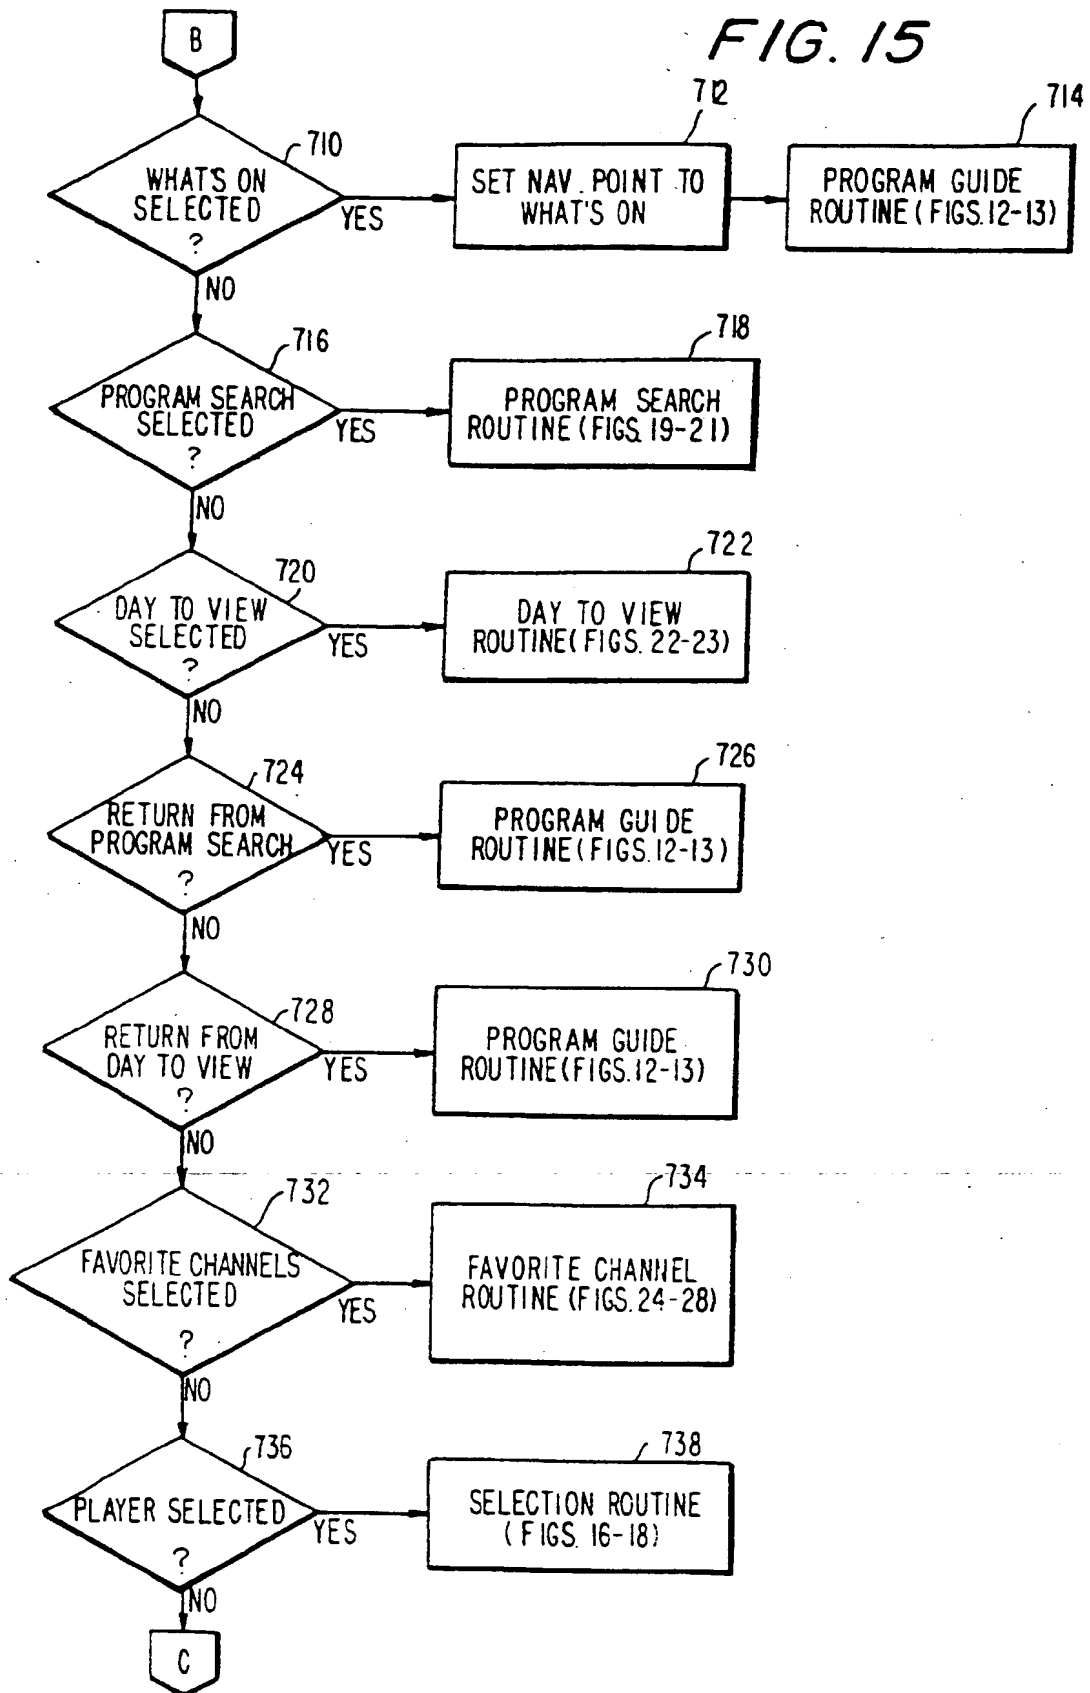 B
FIG. 15
710
WHAT'S ON
SELECTED
?
YES
NO
712
SET NAV. POINT TO
WHAT'S ON
714
PROGRAM GUIDE
ROUTINE (FIGS. 12-13)
716
PROGRAM SEARCH
SELECTED
?
YES
NO
718
PROGRAM SEARCH
ROUTINE (FIGS. 19-21)
720
DAY TO VIEW
SELECTED
?
YES
NO
722
DAY TO VIEW
ROUTINE (FIGS. 22-23)
724
RETURN FROM
PROGRAM SEARCH
?
YES
NO
726
PROGRAM GUIDE
ROUTINE (FIGS. 12-13)
728
RETURN FROM
DAY TO VIEW
?
YES
NO
730
PROGRAM GUIDE
ROUTINE (FIGS. 12-13)
732
FAVORITE CHANNELS
SELECTED
?
YES
NO
734
FAVORITE CHANNEL
ROUTINE (FIGS. 24-28)
736
PLAYER SELECTED
?
YES
NO
738
SELECTION ROUTINE
(FIGS. 16-18)
C